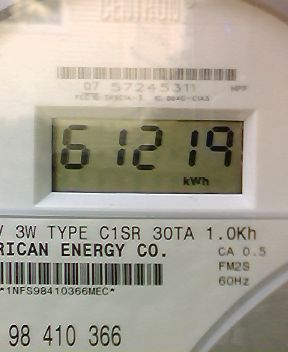 CENTRON
07 57245311
61219
kWh
V 3W TYPE C1SR 30TA 1.0Kh
RICAN ENERGY CO.
CA 0.5
FM2S
60Hz
*1NFS98410366MEC*
98 410 366